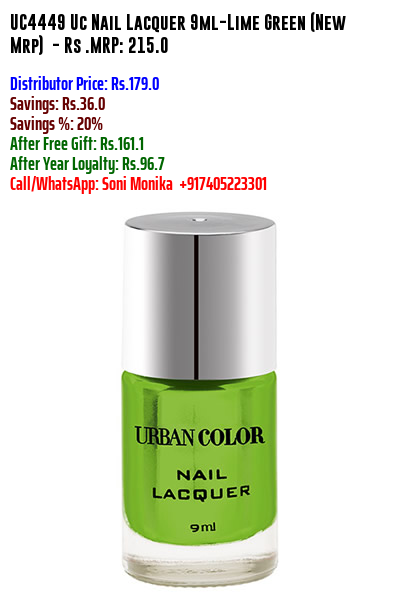 UC4449 Uc Nail Lacquer 9ml-Lime Green (New
Mrp) - Rs .MRP: 215.0
Distributor Price: Rs.179.0
Savings: Rs.36.0
Savings %: 20%
After Free Gift: Rs.161.1
After Year Loyalty: Rs.96.7
Call/WhatsApp: Soni Monika +917405223301
URBAN COLOR
NAIL
LACQUER
9ml